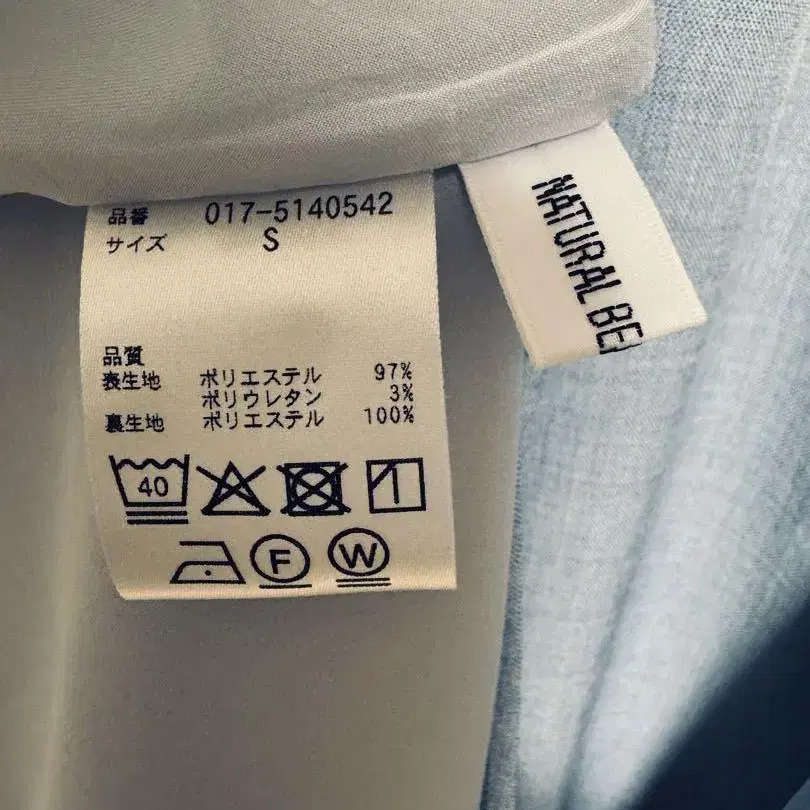 品番 017-5140542
サイズ S
品質
表生地 ポリエステル 97%
ポリウレタン 3%
裏生地 ポリエステル 100%
40
F W
NATURAL BE